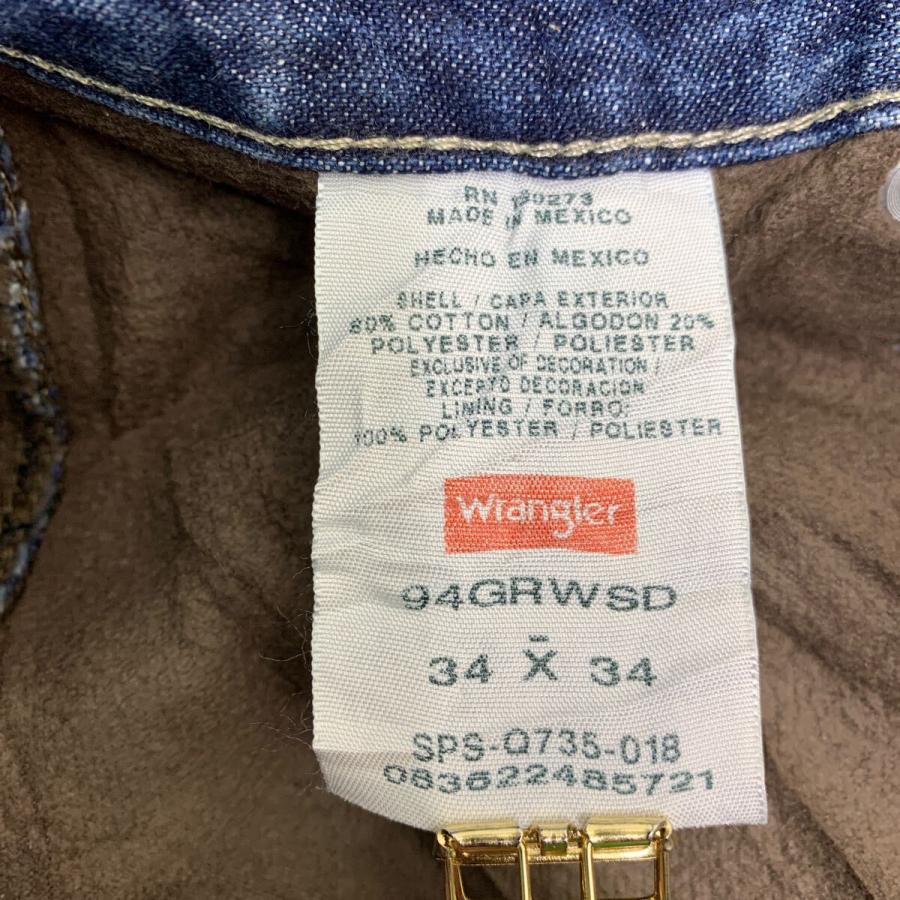 RN
MADE IN MEXICO
HECHO EN MEXICO
SHELL / CAPA EXTERIOR
80% COTTON / ALGODON 20%
POLYESTER / POLIESTER
EXCLUSIVE OF DECORATION /
EXCEPTO DECORACION
LINING / FORRO:
100% POLYESTER / POLIESTER
Wrangler
94GRWSD
34 X 34
SPS-Q735-018
083622485721